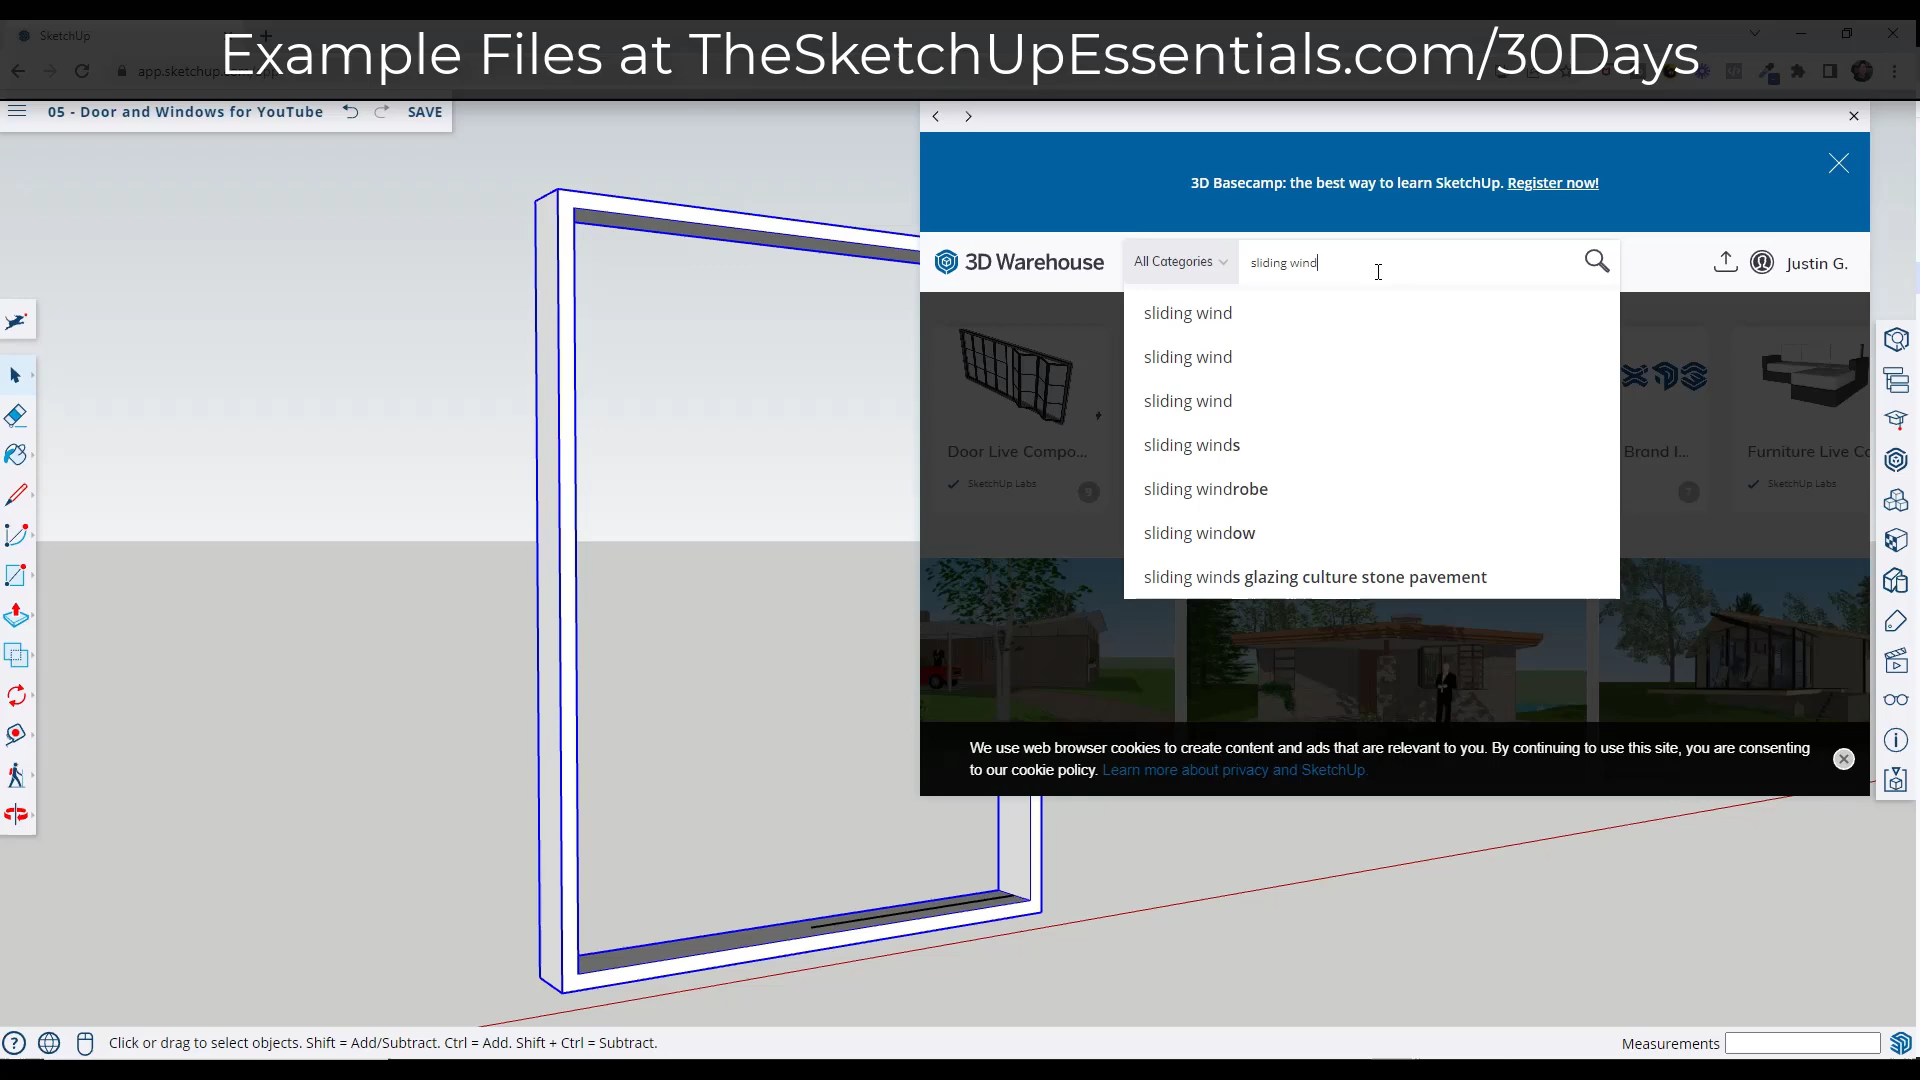 SketchUp
Example Files at TheSketchUpEssentials.com/30Days
05 - Door and Windows for YouTube
SAVE
3D Basecamp: the best way to learn SketchUp. Register now!
3D Warehouse
All Categories
sliding wind
Justin G.
sliding wind
sliding wind
sliding wind
sliding winds
sliding windrobe
sliding window
sliding winds glazing culture stone pavement
Door Live Compo...
SketchUp Labs
9
Brand I...
7
Furniture Live Co
SketchUp Labs
We use web browser cookies to create content and ads that are relevant to you. By continuing to use this site, you are consenting
to our cookie policy. Learn more about privacy and SketchUp.
Click or drag to select objects. Shift = Add/Subtract. Ctrl = Add. Shift + Ctrl = Subtract.
Measurements